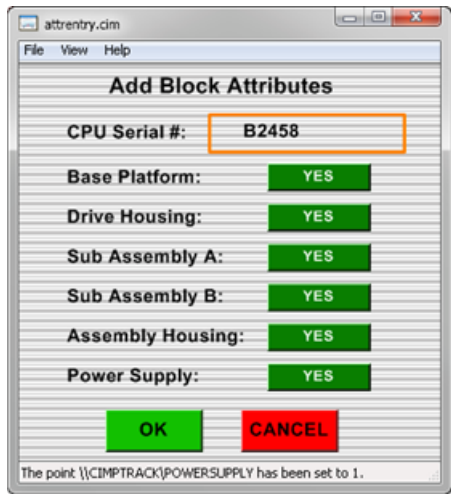 attrentry.cim
File View Help
Add Block Attributes
CPU Serial #: B2458
Base Platform: YES
Drive Housing: YES
Sub Assembly A: YES
Sub Assembly B: YES
Assembly Housing: YES
Power Supply: YES
OK CANCEL
The point \\CIMPTRACK\POWERSUPPLY has been set to 1.